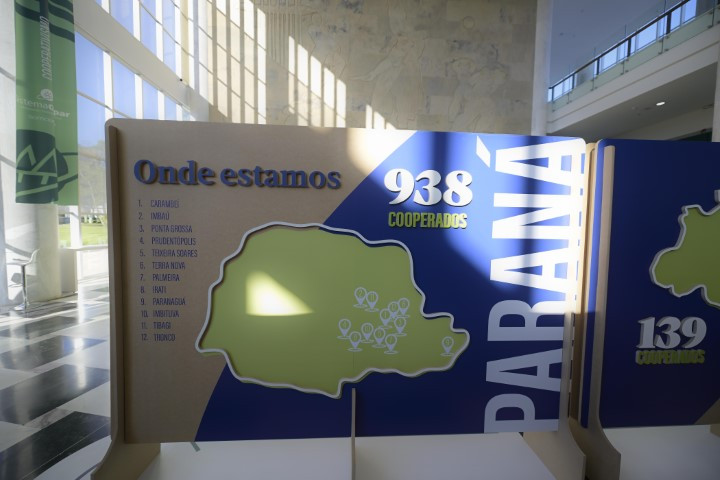 Onde estamos
1. CARAMBEÍ
2. IMBAÚ
3. PONTA GROSSA
4. PRUDENTÓPOLIS
5. TEIXEIRA SOARES
6. TERRA NOVA
7. PALMEIRA
8. IRATI
9. PARANAGUÁ
10. IMBITUVA
11. TIBAGI
12. TRONCO
938
COOPERADOS
PARANÁ
139
COOPERADOS